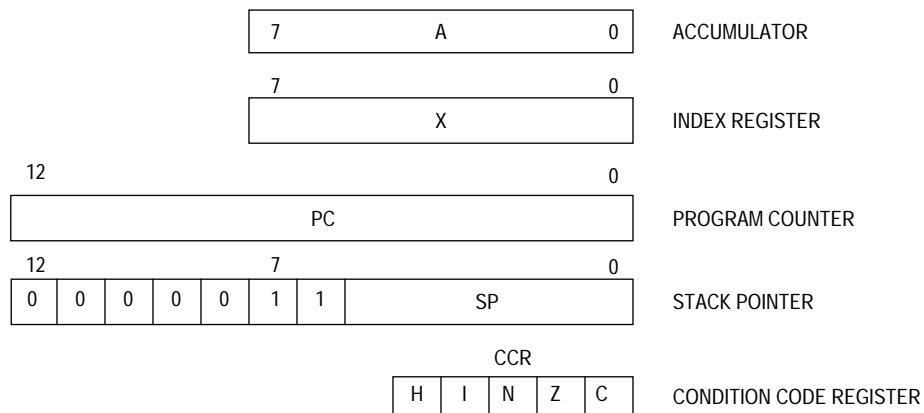 7 A 0 ACCUMULATOR
7 0
X INDEX REGISTER
12 0
PC PROGRAM COUNTER
12 7 0
0 0 0 0 0 1 1 SP STACK POINTER
CCR
H I N Z C CONDITION CODE REGISTER